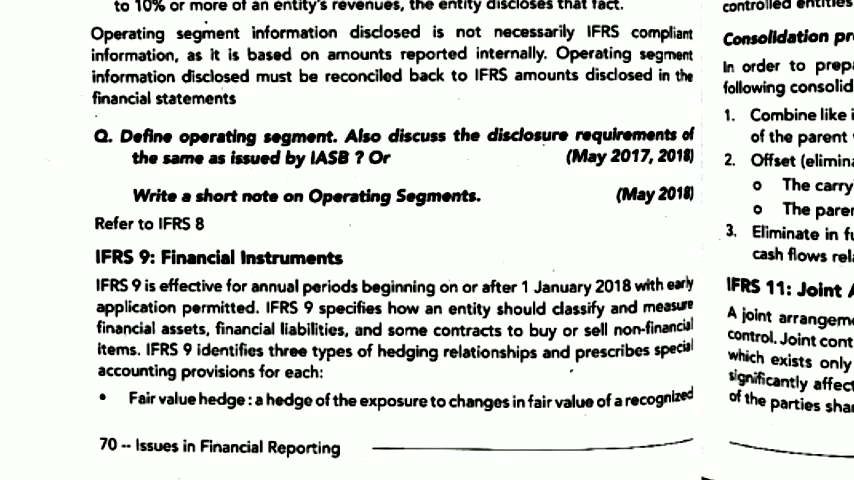 to 10% or more of an entity's revenues, the entity discloses that fact.
Operating segment information disclosed is not necessarily IFRS compliant
information, as it is based on amounts reported internally. Operating segment
information disclosed must be reconciled back to IFRS amounts disclosed in the
financial statements
Q. Define operating segment. Also discuss the disclosure requirements of
the same as issued by IASB ? Or (May 2017, 2018)
Write a short note on Operating Segments. (May 2018)
Refer to IFRS 8
IFRS 9: Financial Instruments
IFRS 9 is effective for annual periods beginning on or after 1 January 2018 with early
application permitted. IFRS 9 specifies how an entity should classify and measure
financial assets, financial liabilities, and some contracts to buy or sell non-financial
items. IFRS 9 identifies three types of hedging relationships and prescribes special
accounting provisions for each:
• Fair value hedge : a hedge of the exposure to changes in fair value of a recognized
70 -- Issues in Financial Reporting
controlled entities
Consolidation pr
In order to prepa
following consolid
1. Combine like i
of the parent
2. Offset (elimina
o The carry
o The paren
3. Eliminate in fu
cash flows rela
IFRS 11: Joint A
A joint arrangeme
control. Joint cont
which exists only
significantly affect
of the parties shar